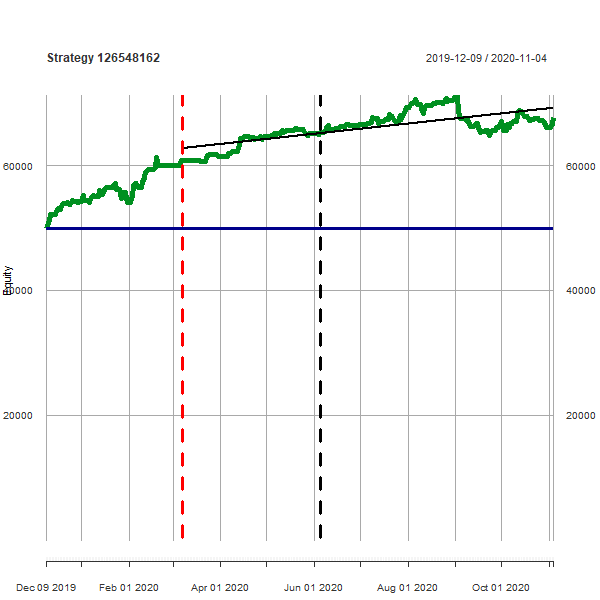 Strategy 126548162
2019-12-09 / 2020-11-04
60000
60000
Equity
40000
40000
20000
20000
Dec 09 2019
Feb 01 2020
Apr 01 2020
Jun 01 2020
Aug 01 2020
Oct 01 2020